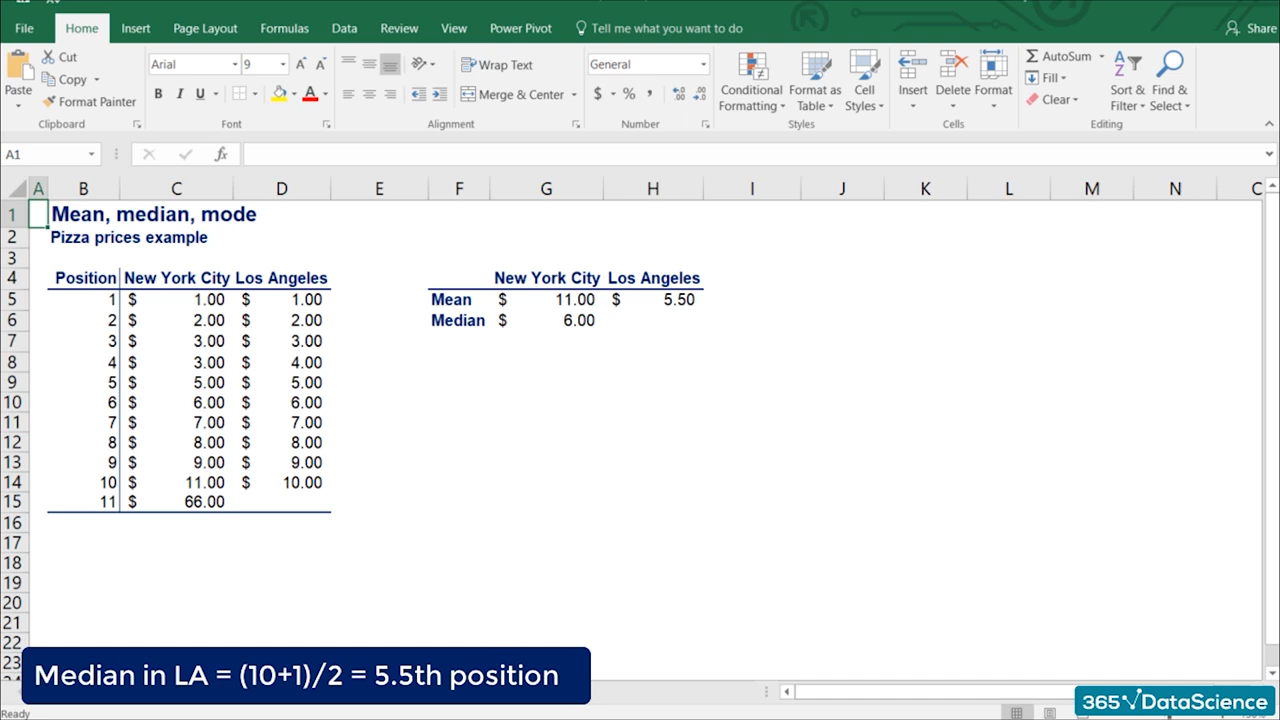 File Home Insert Page Layout Formulas Data Review View Power Pivot Tell me what you want to do Share
Paste Cut Copy Format Painter
Clipboard
Arial 9 A A
B I U A
Font
Wrap Text
Merge & Center
Alignment
General
$ % ,
Number
Conditional Formatting
Format as Table
Cell Styles
Styles
Insert Delete Format
Cells
AutoSum
Fill
Clear
Sort & Filter
Find & Select
Editing
A1 fx
A B C D E F G H I J K L M N
1 Mean, median, mode
2 Pizza prices example
3
4 Position New York City Los Angeles New York City Los Angeles
5 1 $ 1.00 $ 1.00 Mean $ 11.00 $ 5.50
6 2 $ 2.00 $ 2.00 Median $ 6.00
7 3 $ 3.00 $ 3.00
8 4 $ 3.00 $ 4.00
9 5 $ 5.00 $ 5.00
10 6 $ 6.00 $ 6.00
11 7 $ 7.00 $ 7.00
12 8 $ 8.00 $ 8.00
13 9 $ 9.00 $ 9.00
14 10 $ 11.00 $ 10.00
15 11 $ 66.00
16
17
18
19
20
21
22
23
Median in LA = (10+1)/2 = 5.5th position
365 DataScience
Ready